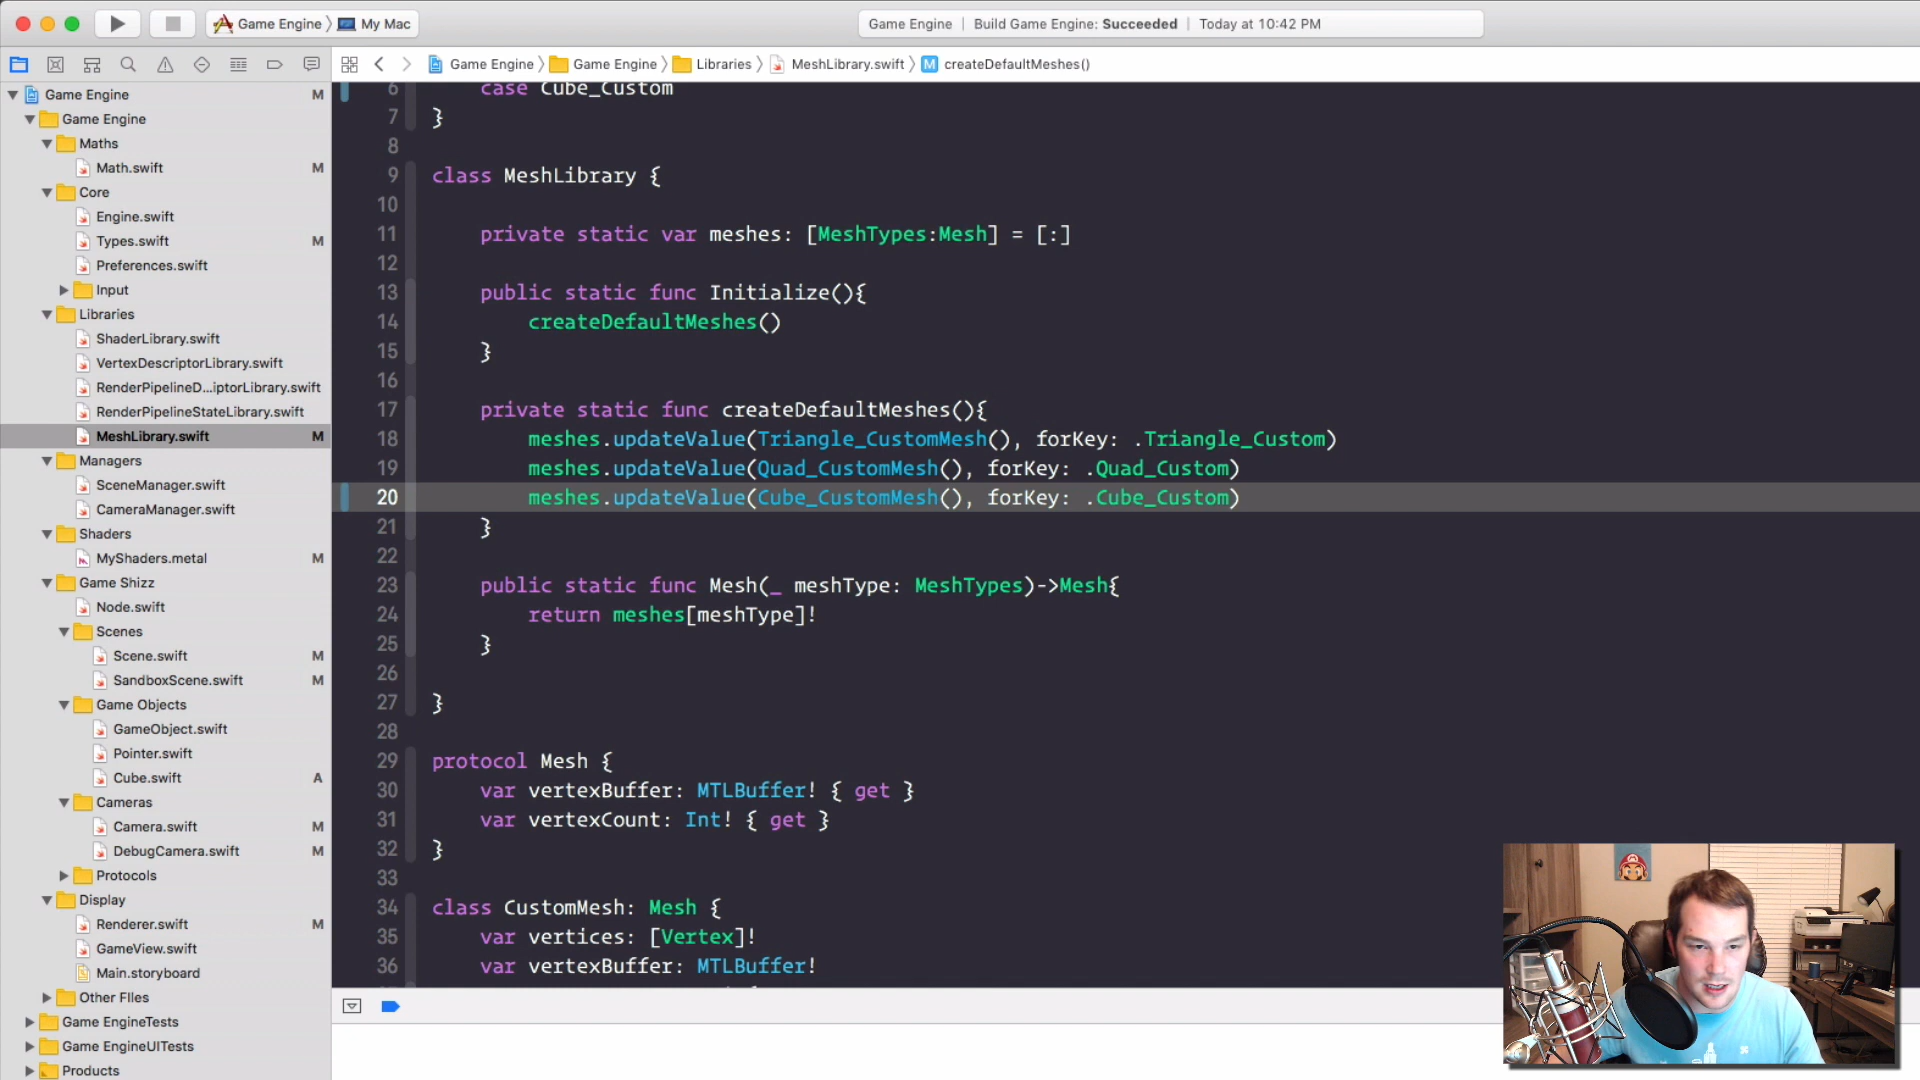 Game Engine 〉 My Mac
Game Engine | Build Game Engine: Succeeded | Today at 10:42 PM
Game Engine 〉 Game Engine 〉 Libraries 〉 MeshLibrary.swift 〉 M createDefaultMeshes()
Game Engine M
Game Engine
Maths
Math.swift M
Core
Engine.swift
Types.swift M
Preferences.swift
Input
Libraries
ShaderLibrary.swift
VertexDescriptorLibrary.swift
RenderPipelineD...iptorLibrary.swift
RenderPipelineStateLibrary.swift
MeshLibrary.swift M
Managers
SceneManager.swift
CameraManager.swift
Shaders
MyShaders.metal M
Game Shizz
Node.swift
Scenes
Scene.swift M
SandboxScene.swift M
Game Objects
GameObject.swift
Pointer.swift
Cube.swift A
Cameras
Camera.swift M
DebugCamera.swift M
Protocols
Display
Renderer.swift M
GameView.swift
Main.storyboard
Other FIles
Game EngineTests
Game EngineUITests
Products
6 case Cube_Custom
7 }
8
9 class MeshLibrary {
10
11 private static var meshes: [MeshTypes:Mesh] = [:]
12
13 public static func Initialize(){
14 createDefaultMeshes()
15 }
16
17 private static func createDefaultMeshes(){
18 meshes.updateValue(Triangle_CustomMesh(), forKey: .Triangle_Custom)
19 meshes.updateValue(Quad_CustomMesh(), forKey: .Quad_Custom)
20 meshes.updateValue(Cube_CustomMesh(), forKey: .Cube_Custom)
21 }
22
23 public static func Mesh(_ meshType: MeshTypes)->Mesh{
24 return meshes[meshType]!
25 }
26
27 }
28
29 protocol Mesh {
30 var vertexBuffer: MTLBuffer! { get }
31 var vertexCount: Int! { get }
32 }
33
34 class CustomMesh: Mesh {
35 var vertices: [Vertex]!
36 var vertexBuffer: MTLBuffer!